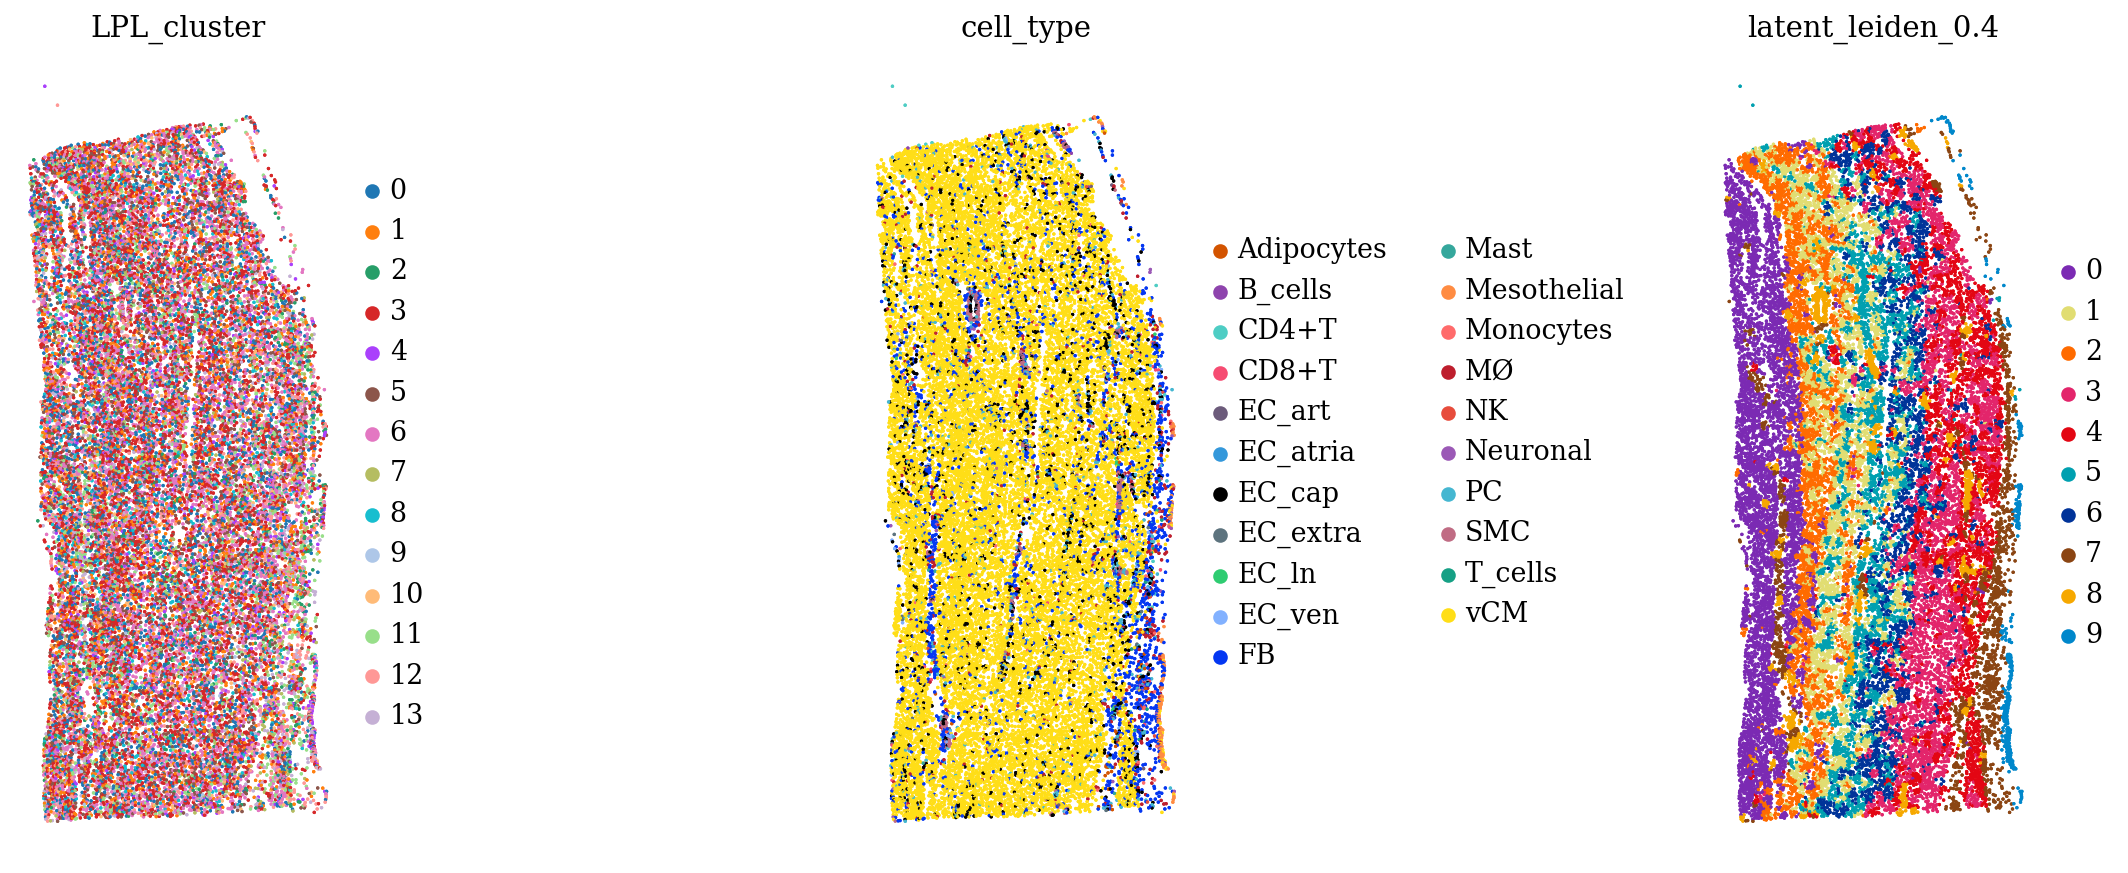 LPL_cluster
0
1
2
3
4
5
6
7
8
9
10
11
12
13
cell_type
Adipocytes
B_cells
CD4+T
CD8+T
EC_art
EC_atria
EC_cap
EC_extra
EC_ln
EC_ven
FB
Mast
Mesothelial
Monocytes
MØ
NK
Neuronal
PC
SMC
T_cells
vCM
latent_leiden_0.4
0
1
2
3
4
5
6
7
8
9